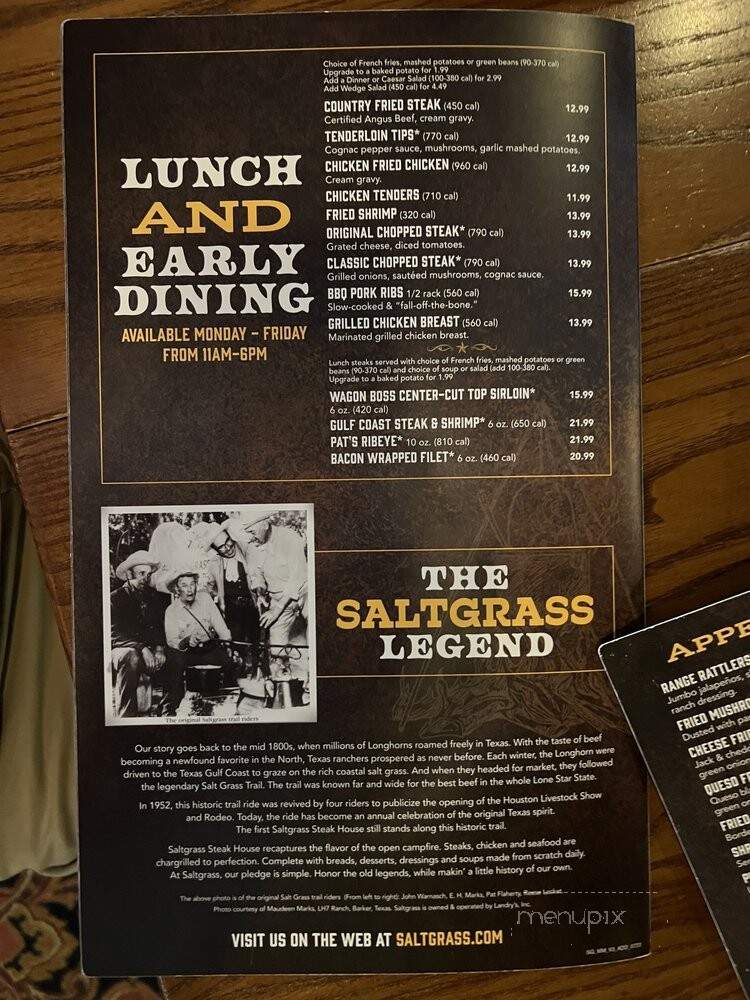 LUNCH
AND
EARLY
DINING
AVAILABLE MONDAY – FRIDAY
FROM 11AM–6PM
Choice of French fries, mashed potatoes or green beans (90-370 cal)
Upgrade to a baked potato for 1.99
Add a Dinner or Caesar Salad (100-380 cal) for 2.99
Add Wedge Salad (450 cal) for 4.49
COUNTRY FRIED STEAK (450 cal) 12.99
Certified Angus Beef, cream gravy.
TENDERLOIN TIPS* (770 cal) 12.99
Cognac pepper sauce, mushrooms, garlic mashed potatoes.
CHICKEN FRIED CHICKEN (960 cal) 12.99
Cream gravy.
CHICKEN TENDERS (710 cal) 11.99
FRIED SHRIMP (320 cal) 13.99
ORIGINAL CHOPPED STEAK* (790 cal) 13.99
Grated cheese, diced tomatoes.
CLASSIC CHOPPED STEAK* (790 cal) 13.99
Grilled onions, sautéed mushrooms, cognac sauce.
BBQ PORK RIBS 1/2 rack (560 cal) 15.99
Slow-cooked & “fall-off-the-bone.”
GRILLED CHICKEN BREAST (560 cal) 13.99
Marinated grilled chicken breast.
Lunch steaks served with choice of French fries, mashed potatoes or green
beans (90-370 cal) and choice of soup or salad (add 100-380 cal).
Upgrade to a baked potato for 1.99
WAGON BOSS CENTER-CUT TOP SIRLOIN* 15.99
6 oz. (420 cal)
GULF COAST STEAK & SHRIMP* 6 oz. (650 cal) 21.99
PAT'S RIBEYE* 10 oz. (810 cal) 21.99
BACON WRAPPED FILET* 6 oz. (460 cal) 20.99
The original Saltgrass trail riders
THE
SALTGRASS
LEGEND
Our story goes back to the mid 1800s, when millions of Longhorns roamed freely in Texas. With the taste of beef
becoming a newfound favorite in the North, Texas ranchers prospered as never before. Each winter, the Longhorn were
driven to the Texas Gulf Coast to graze on the rich coastal salt grass. And when they headed for market, they followed
the legendary Salt Grass Trail. The trail was known far and wide for the best beef in the whole Lone Star State.
In 1952, this historic trail ride was revived by four riders to publicize the opening of the Houston Livestock Show
and Rodeo. Today, the ride has become an annual celebration of the original Texas spirit.
The first Saltgrass Steak House still stands along this historic trail.
Saltgrass Steak House recaptures the flavor of the open campfire. Steaks, chicken and seafood are
chargrilled to perfection. Complete with breads, desserts, dressings and soups made from scratch daily.
At Saltgrass, our pledge is simple. Honor the old legends, while makin' a little history of our own.
The above photo is of the original Salt Grass trail riders (From left to right): John Warnasch, E. H. Marks, Pat Flaherty, Reese Locket
Photo courtesy of Maudeen Marks, LH7 Ranch, Barker, Texas. Saltgrass is owned & operated by Landry's, Inc.
VISIT US ON THE WEB AT SALTGRASS.COM
menupix
APPE
RANGE RATTLERS
Jumbo jalapeños, s
ranch dressing.
FRIED MUSHR
Dusted with p
CHEESE FRI
Jack & ched
green onion
QUESO
Queso bl
green o
FRIED
SHR